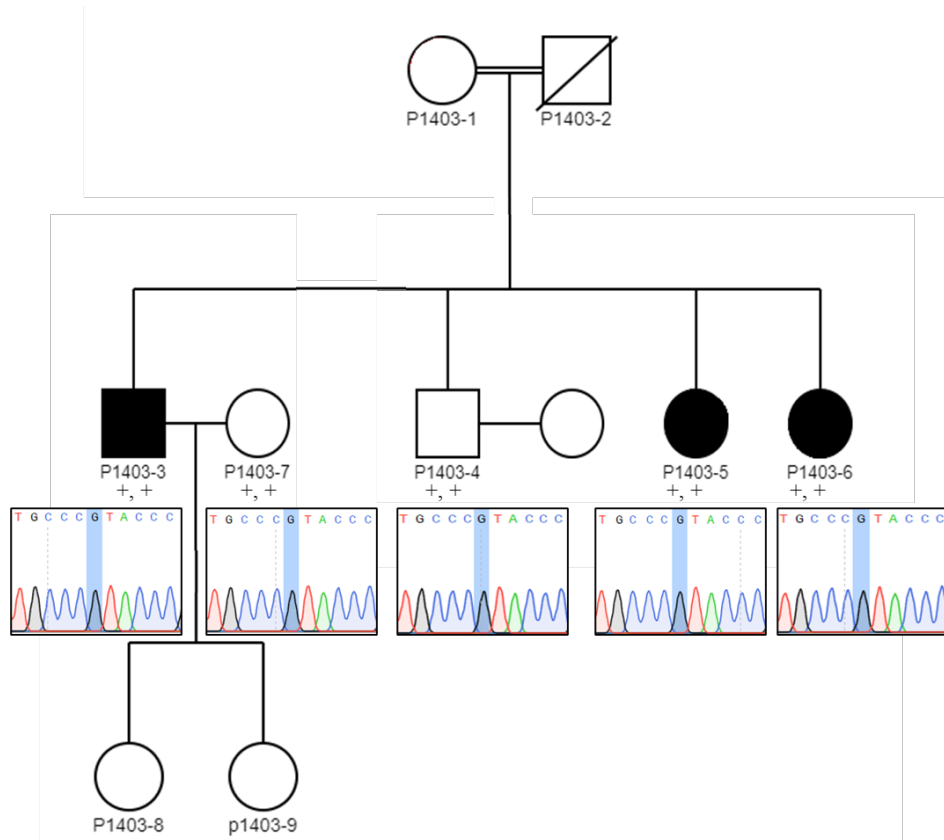 P1403-1 P1403-2
P1403-3 P1403-7 P1403-4 P1403-5 P1403-6
+, + +, + +, + +, + +, +
T G C C C G T A C C C T G C C C G T A C C C T G C C C G T A C C C T G C C C G T A C C C T G C C C G T A C C C
P1403-8 p1403-9